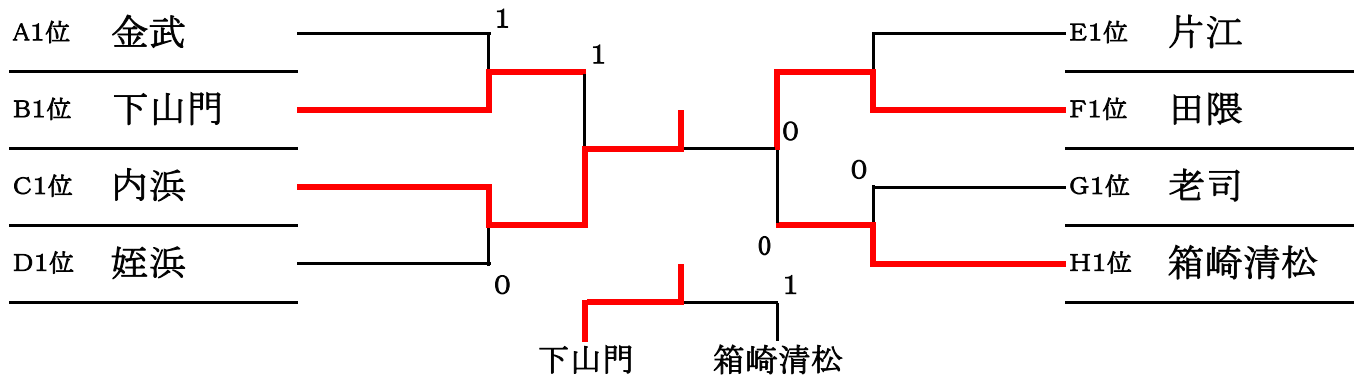 A1位 金武
B1位 下山門
C1位 内浜
D1位 姪浜
1
1
0
0
0
0
E1位 片江
F1位 田隈
G1位 老司
H1位 箱崎清松
1
下山門
箱崎清松